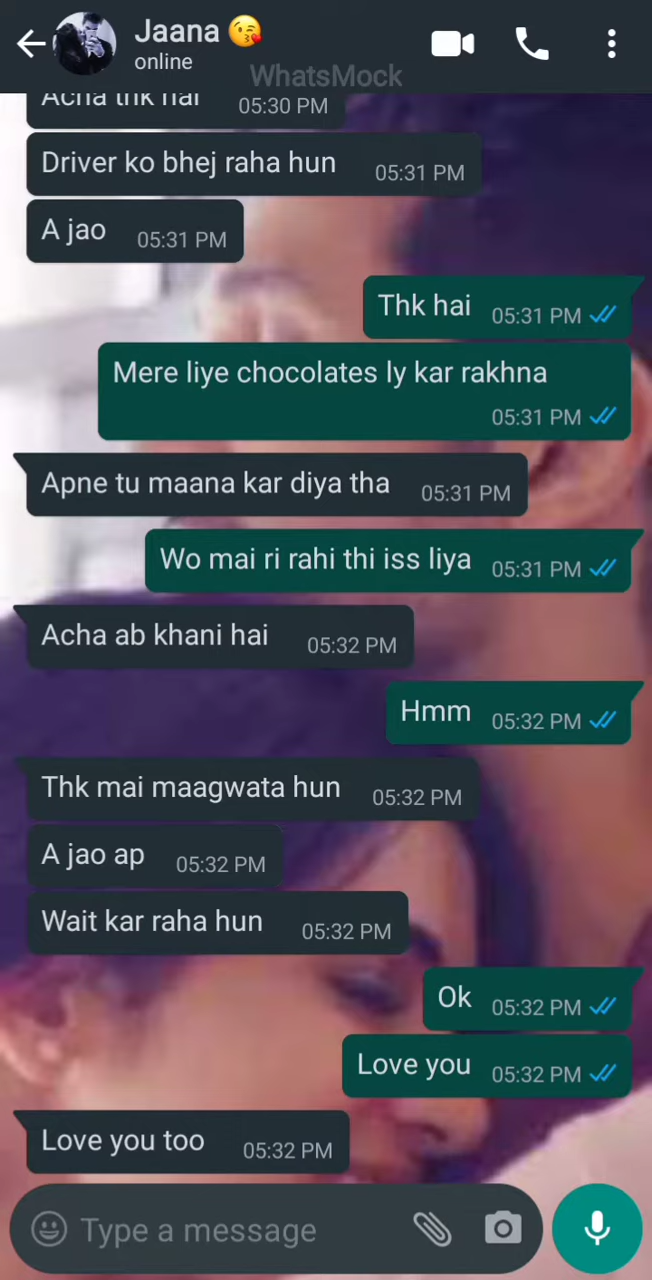 Jaana 😘
online
WhatsMock
Acha thk hai 05:30 PM
Driver ko bhej raha hun 05:31 PM
A jao 05:31 PM
Thk hai 05:31 PM
Mere liye chocolates ly kar rakhna
05:31 PM
Apne tu maana kar diya tha 05:31 PM
Wo mai ri rahi thi iss liya 05:31 PM
Acha ab khani hai 05:32 PM
Hmm 05:32 PM
Thk mai maagwata hun 05:32 PM
A jao ap 05:32 PM
Wait kar raha hun 05:32 PM
Ok 05:32 PM
Love you 05:32 PM
Love you too 05:32 PM
Type a message